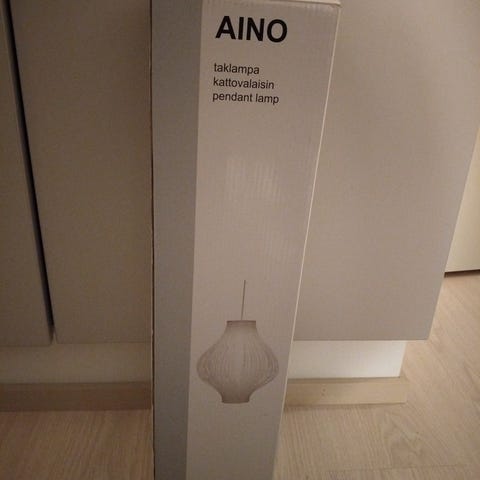 AINO
taklampa
kattovalaisin
pendant lamp